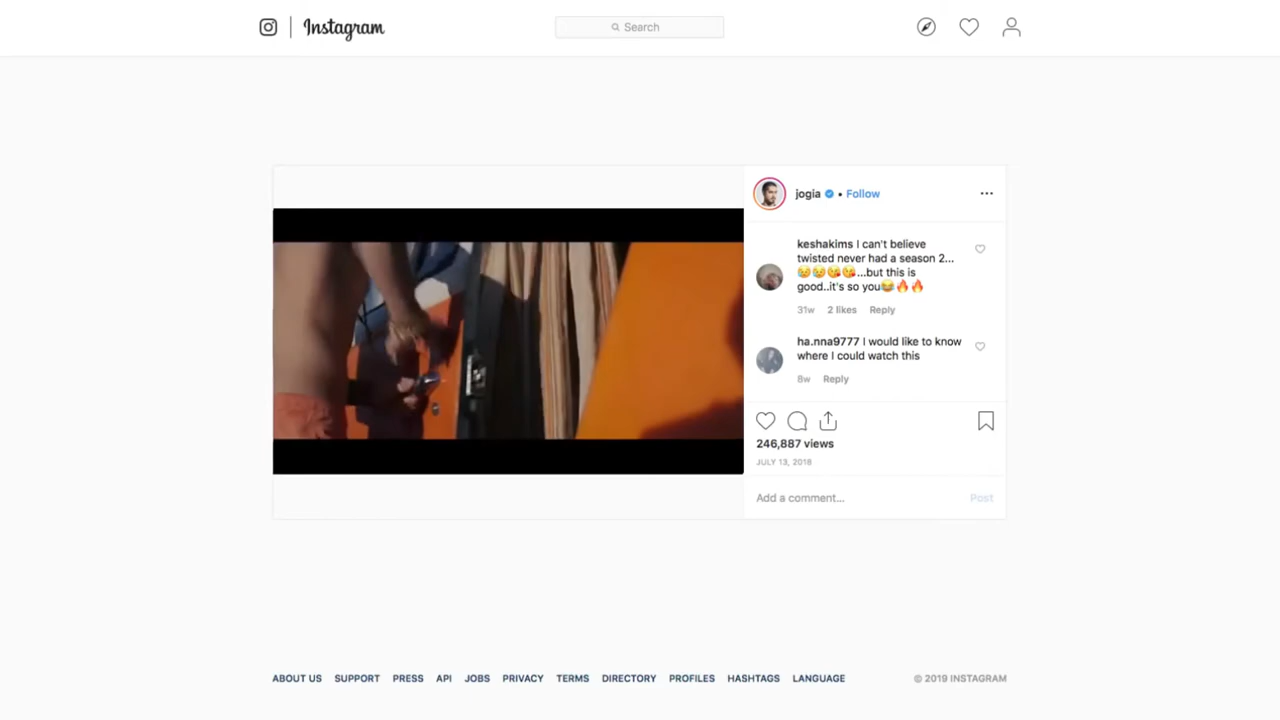 Instagram
Search
jogia • Follow
keshakims I can't believe
twisted never had a season 2...
😢😢😘😘...but this is
good..it's so you😂🔥🔥
31w 2 likes Reply
ha.nna9777 I would like to know
where I could watch this
8w Reply
246,887 views
JULY 13, 2018
Add a comment... Post
ABOUT US SUPPORT PRESS API JOBS PRIVACY TERMS DIRECTORY PROFILES HASHTAGS LANGUAGE © 2019 INSTAGRAM